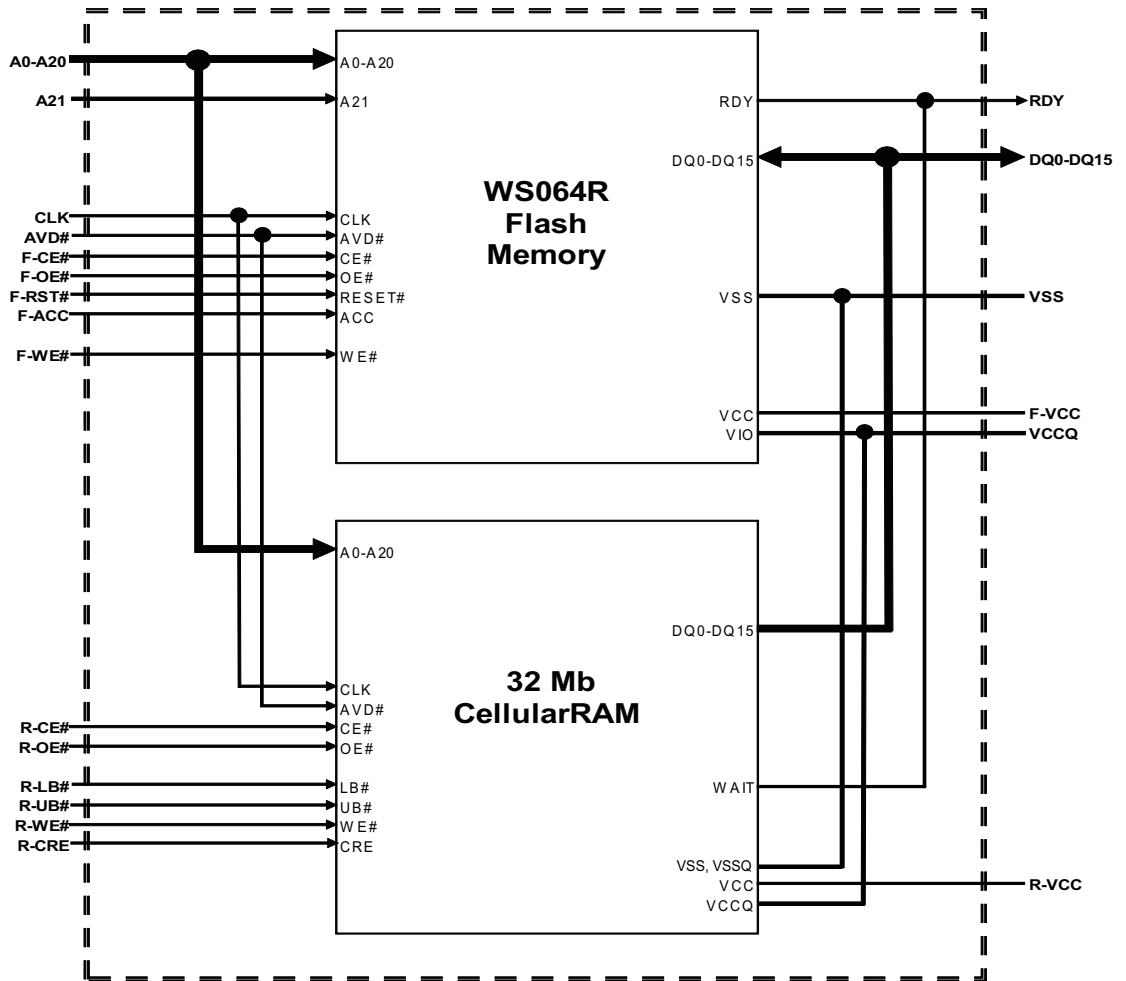 A0-A20
A0-A20
A21
A21
RDY
RDY
DQ0-DQ15
DQ0-DQ15
WS064R
Flash
Memory
CLK
CLK
AVD#
AVD#
F-CE#
CE#
F-OE#
OE#
F-RST#
RESET#
F-ACC
ACC
VSS
VSS
F-WE#
WE#
VCC
F-VCC
VIO
VCCQ
A0-A20
DQ0-DQ15
32 Mb
CellularRAM
CLK
AVD#
R-CE#
CE#
R-OE#
OE#
R-LB#
LB#
WAIT
R-UB#
UB#
R-WE#
WE#
R-CRE
CRE
VSS, VSSQ
VCC
R-VCC
VCCQ